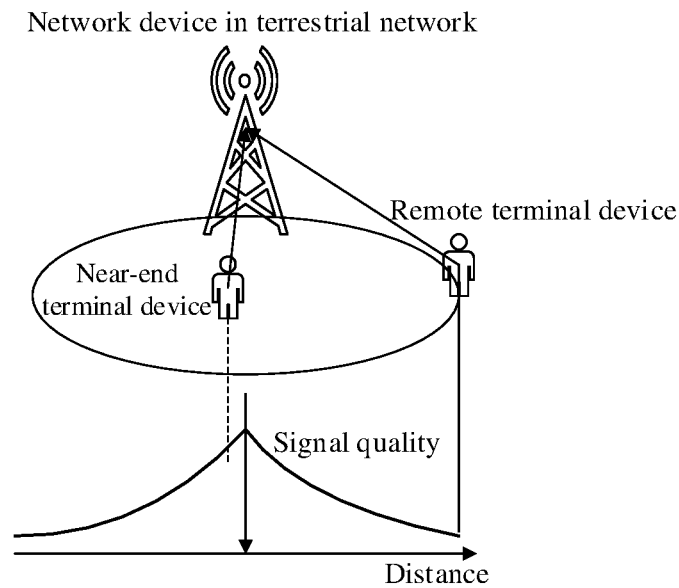 Network device in terrestrial network
Remote terminal device
Near-end
terminal device
Signal quality
Distance